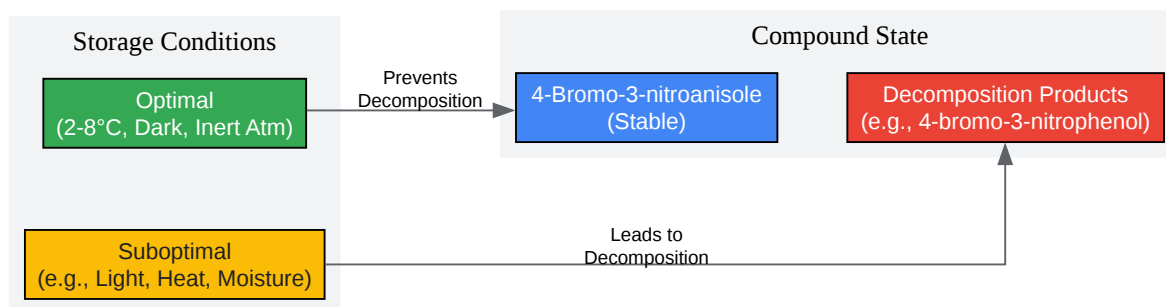 Storage Conditions
Compound State
Optimal
(2-8°C, Dark, Inert Atm)
Prevents
Decomposition
4-Bromo-3-nitroanisole
(Stable)
Decomposition Products
(e.g., 4-bromo-3-nitrophenol)
Suboptimal
(e.g., Light, Heat, Moisture)
Leads to
Decomposition